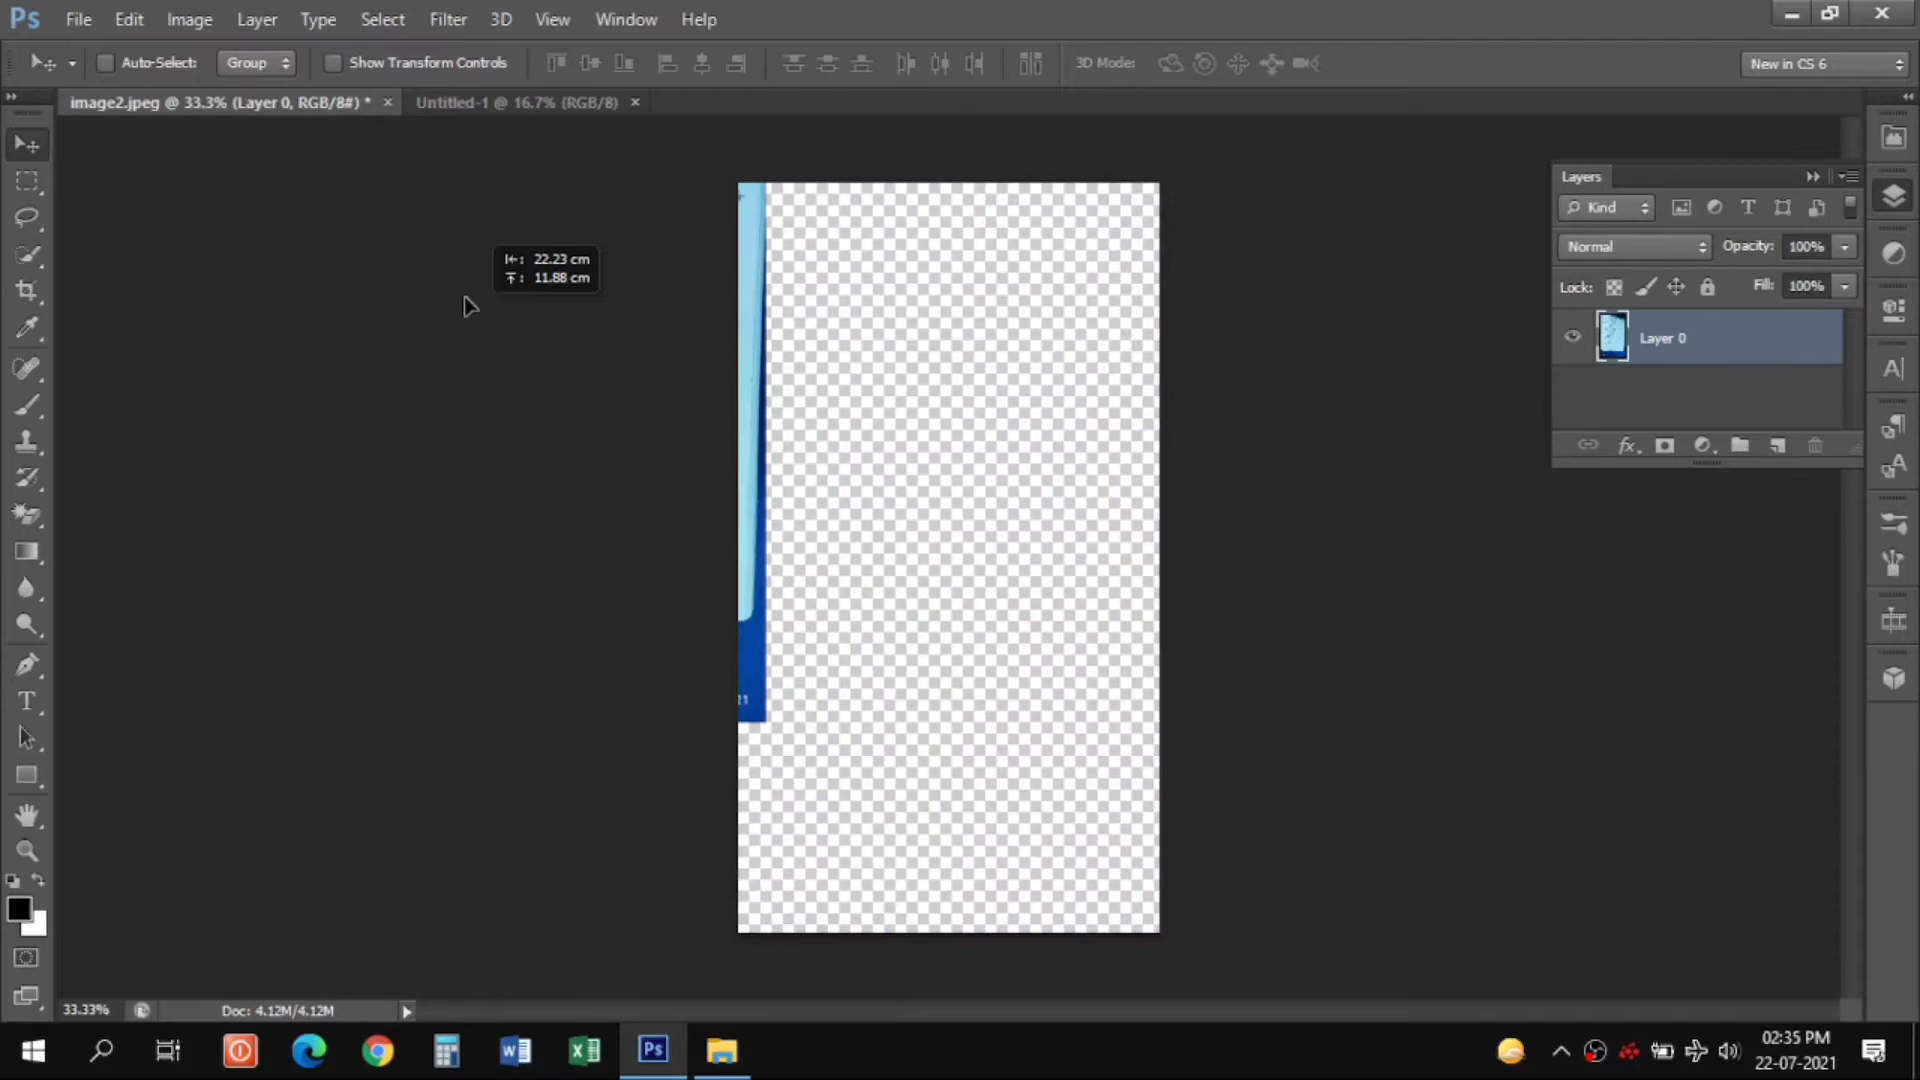 Ps File Edit Image Layer Type Select Filter 3D View Window Help
Auto-Select: Group Show Transform Controls 3D Mode: New in CS 6
image2.jpeg @ 33.3% (Layer 0, RGB/8#) * × Untitled-1 @ 16.7% (RGB/8) ×
Layers
Kind
Normal Opacity: 100%
Lock: Fill: 100%
Layer 0
fx
22.23 cm
11.88 cm
21
33.33% Doc: 4.12M/4.12M
02:35 PM
22-07-2021